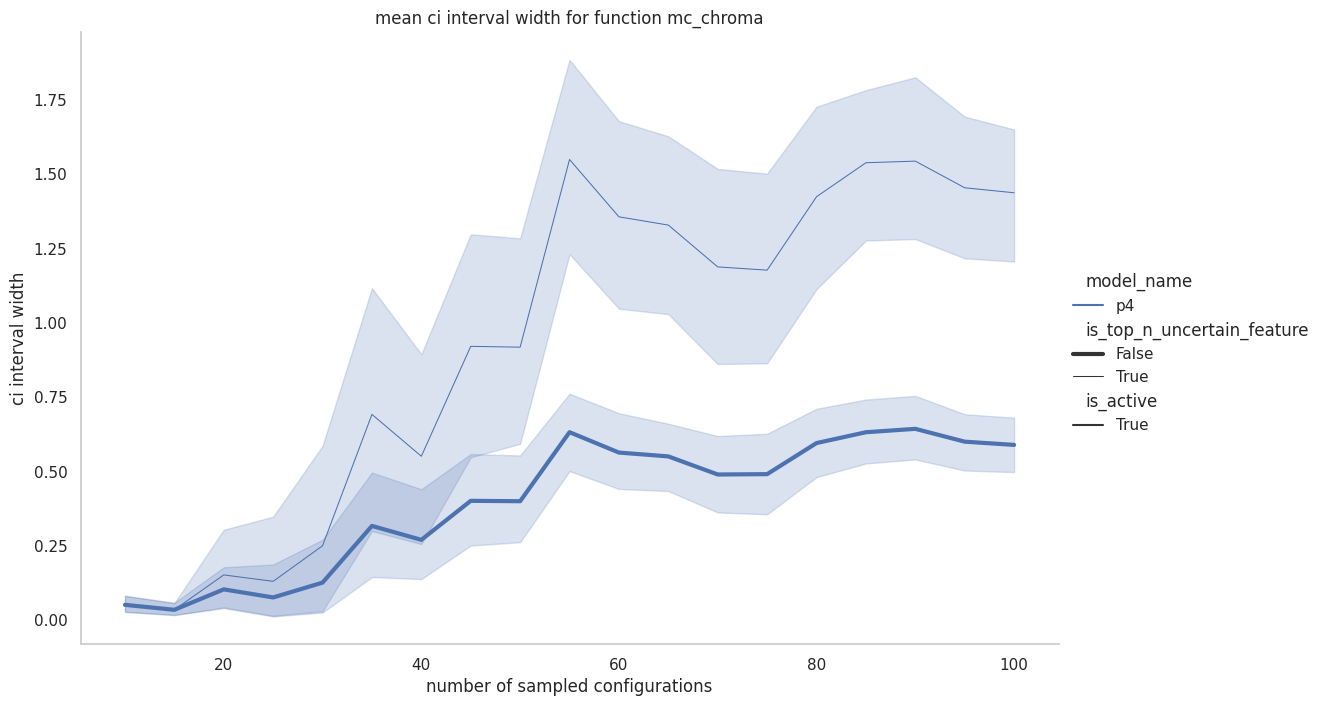 mean ci interval width for function mc_chroma
ci interval width
1.75
1.50
1.25
1.00
0.75
0.50
0.25
0.00
20
40
60
80
100
number of sampled configurations
model_name
p4
is_top_n_uncertain_feature
False
True
is_active
True